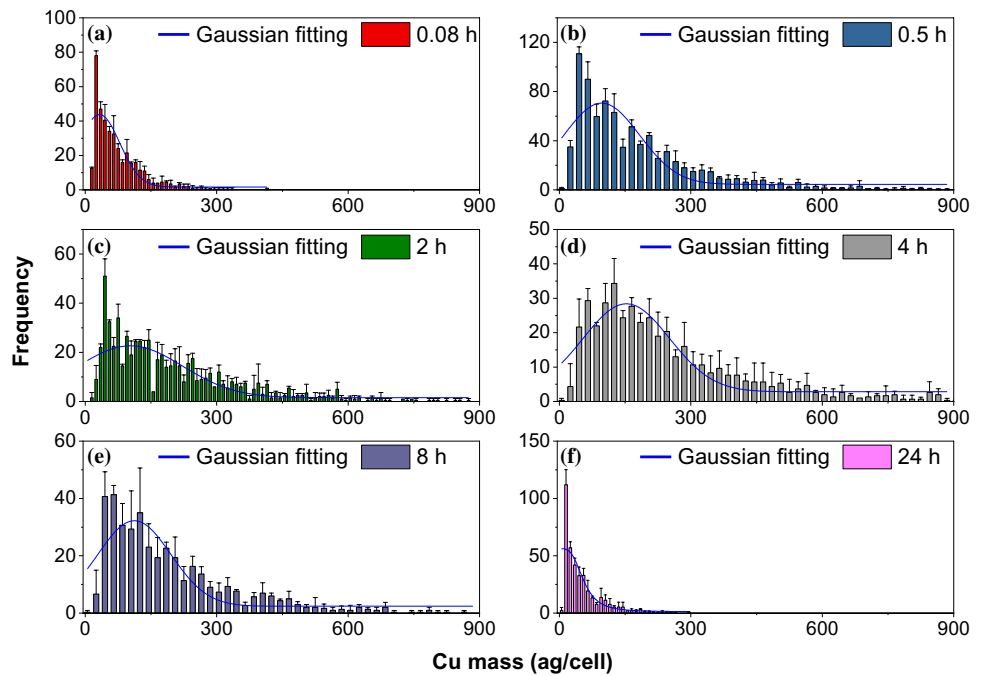 (a) Gaussian fitting 0.08 h
100
80
60
40
20
0
0 300 600 900
(b) Gaussian fitting 0.5 h
120
80
40
0
0 300 600 900
(c) Gaussian fitting 2 h
60
40
20
0
0 300 600 900
(d) Gaussian fitting 4 h
50
40
30
20
10
0
0 300 600 900
(e) Gaussian fitting 8 h
60
40
20
0
0 300 600 900
(f) Gaussian fitting 24 h
150
100
50
0
0 300 600 900
Frequency
Cu mass (ag/cell)